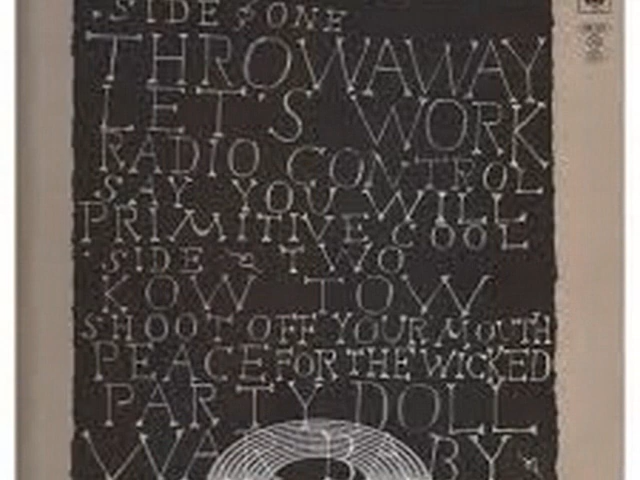 SIDE ONE
THROWAWAY
LET'S WORK
RADIO CONTROL
SAY YOU WILL
PRIMITIVE COOL
SIDE TWO
KOW TOW
SHOOT OFF YOUR MOUTH
PEACE FOR THE WICKED
PARTY DOLL
BY